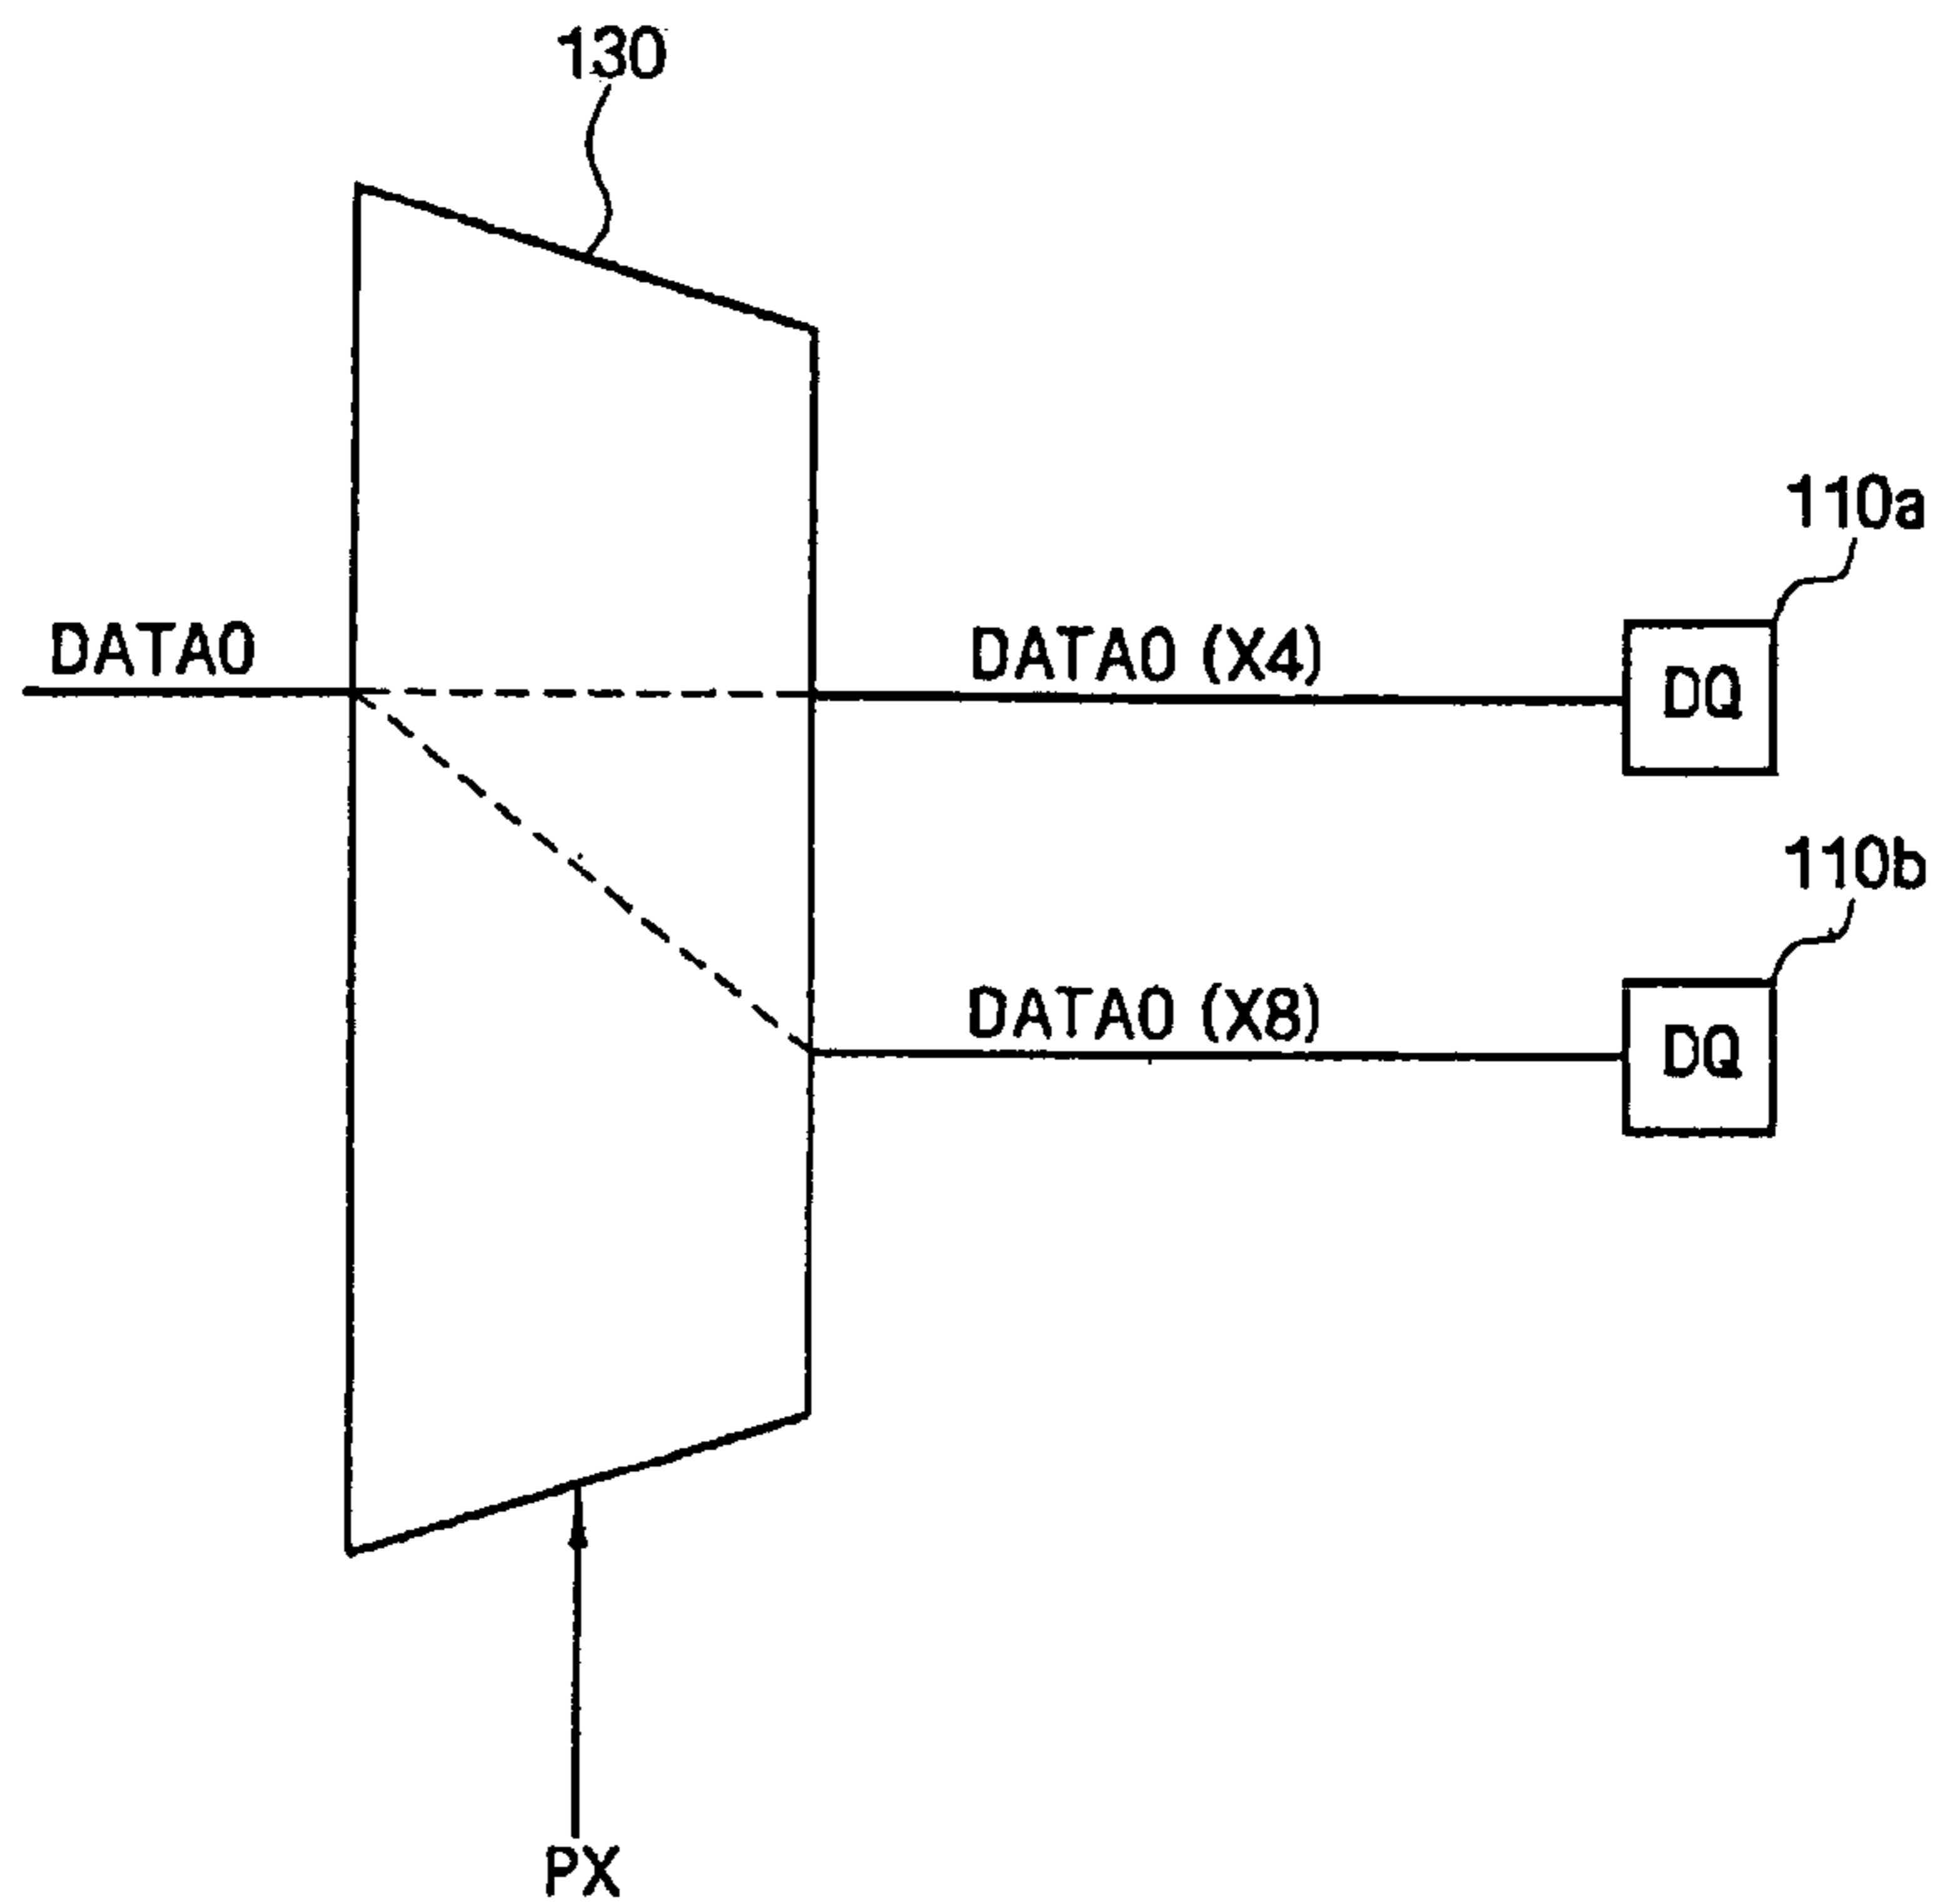 130
110a
DATA0
DATA0 (X4)
DQ
110b
DATA0 (X8)
DQ
PX